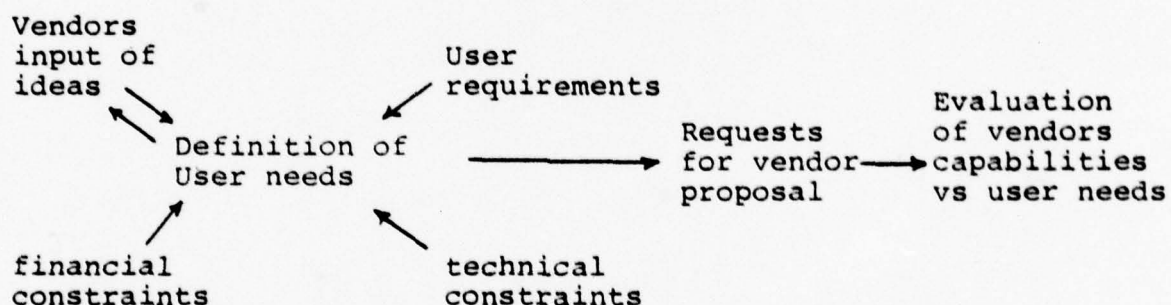 Vendors
input of
ideas
User
requirements
Definition of
User needs
Requests
for vendor
proposal
Evaluation
of vendors
capabilities
vs user needs
financial
constraints
technical
constraints